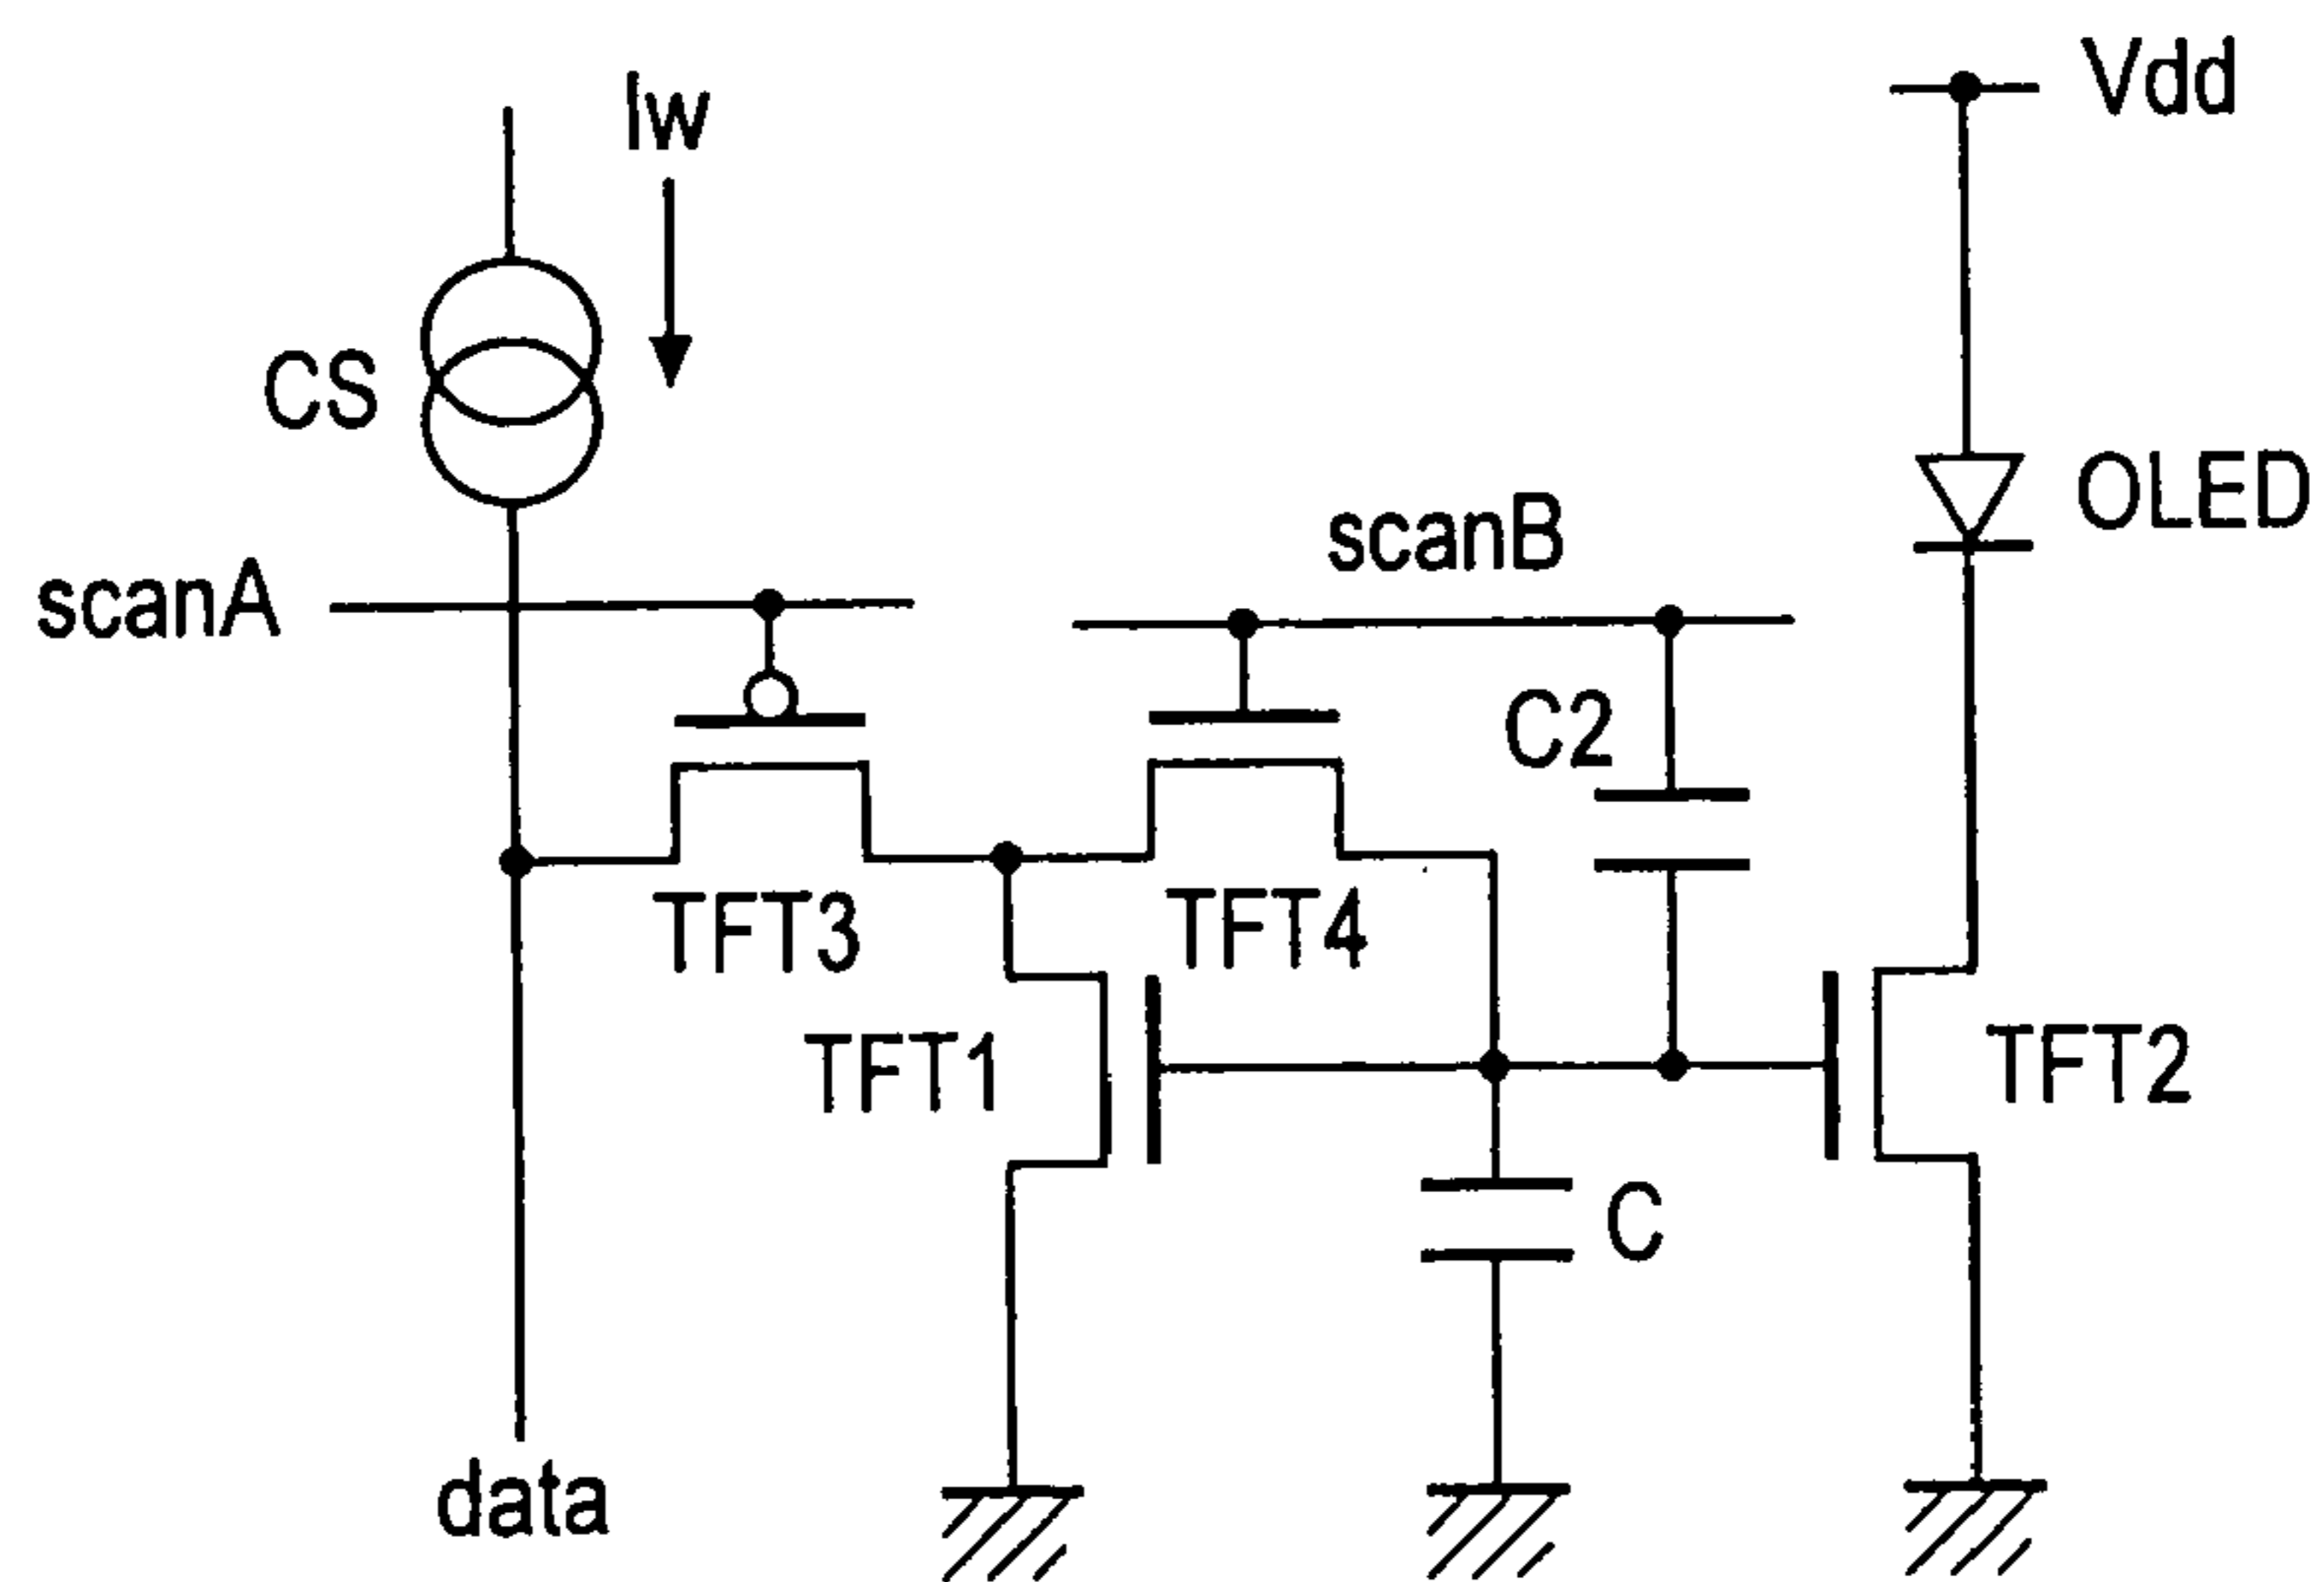 Iw
Vdd
CS
OLED
scanB
scanA
C2
TFT3
TFT4
TFT1
TFT2
C
data